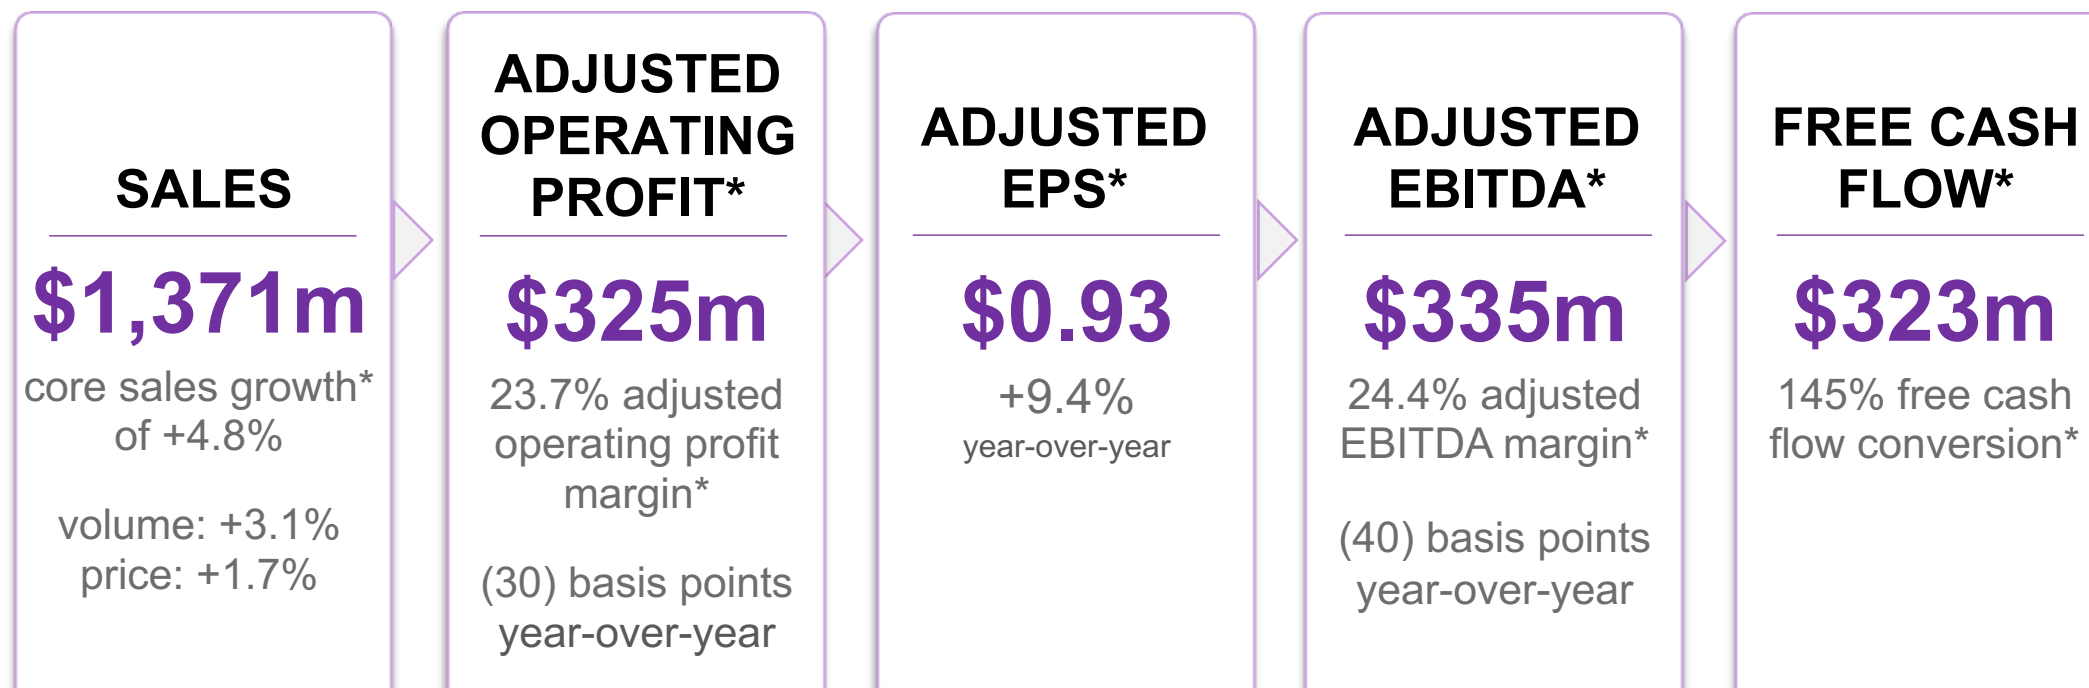 SALES
$1,371m
core sales growth*
of +4.8%
volume: +3.1%
price: +1.7%
ADJUSTED
OPERATING
PROFIT*
$325m
23.7% adjusted
operating profit
margin*
(30) basis points
year-over-year
ADJUSTED
EPS*
$0.93
+9.4%
year-over-year
ADJUSTED
EBITDA*
$335m
24.4% adjusted
EBITDA margin*
(40) basis points
year-over-year
FREE CASH
FLOW*
$323m
145% free cash
flow conversion*